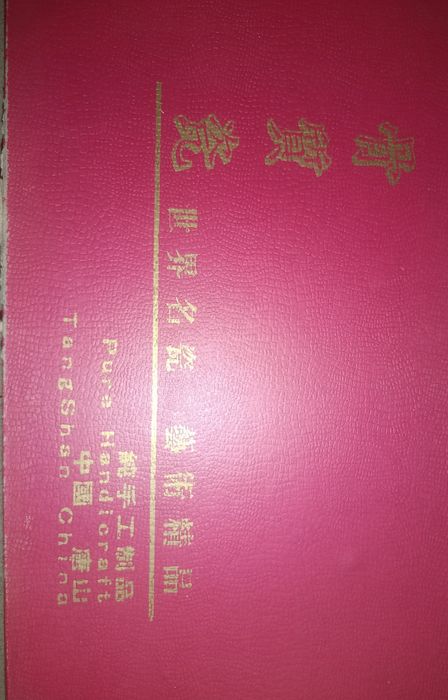 骨質瓷
世界名瓷 藝術精品
純手工制品
Pure Handicraft
中國 唐山
TangShan China